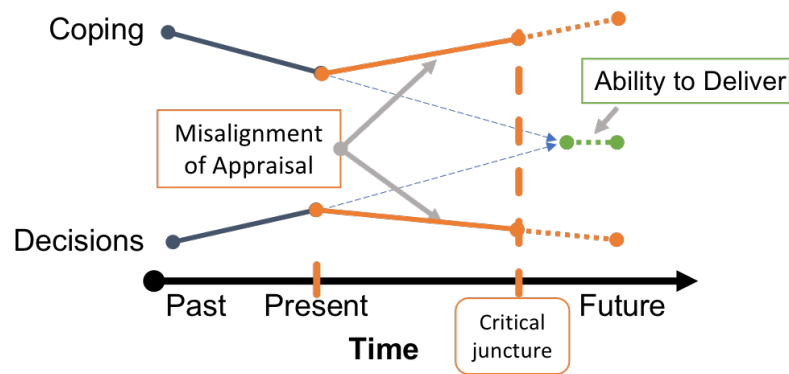 Coping
Ability to Deliver
Misalignment
of Appraisal
Decisions
Past
Present
Future
Critical
juncture
Time